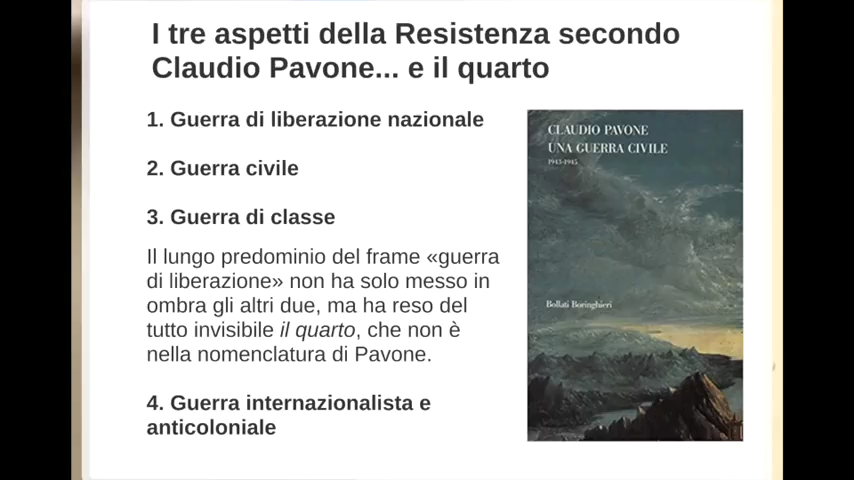 I tre aspetti della Resistenza secondo
Claudio Pavone... e il quarto
1. Guerra di liberazione nazionale
2. Guerra civile
3. Guerra di classe
Il lungo predominio del frame «guerra
di liberazione» non ha solo messo in
ombra gli altri due, ma ha reso del
tutto invisibile il quarto, che non è
nella nomenclatura di Pavone.
4. Guerra internazionalista e
anticoloniale
CLAUDIO PAVONE
UNA GUERRA CIVILE
1943-1945
Bollati Boringhieri